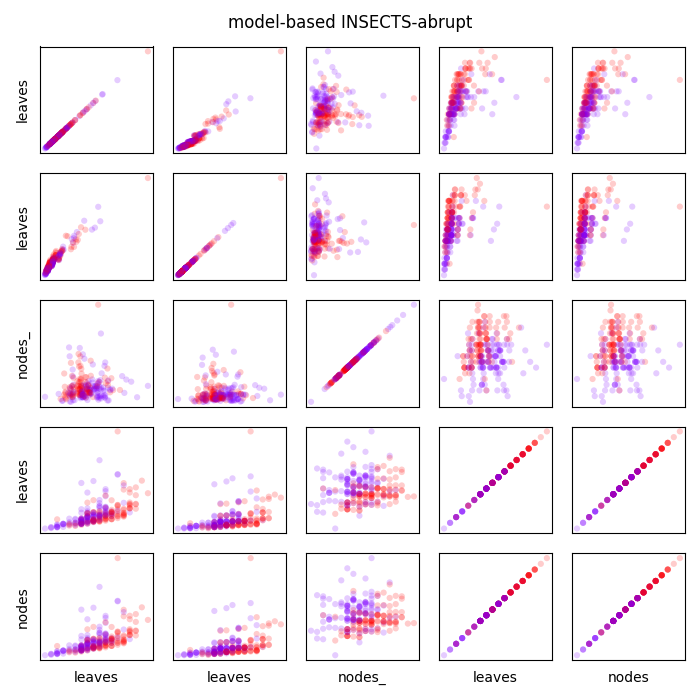 model-based INSECTS-abrupt
leaves
leaves
nodes_
leaves
nodes
leaves leaves nodes_ leaves nodes